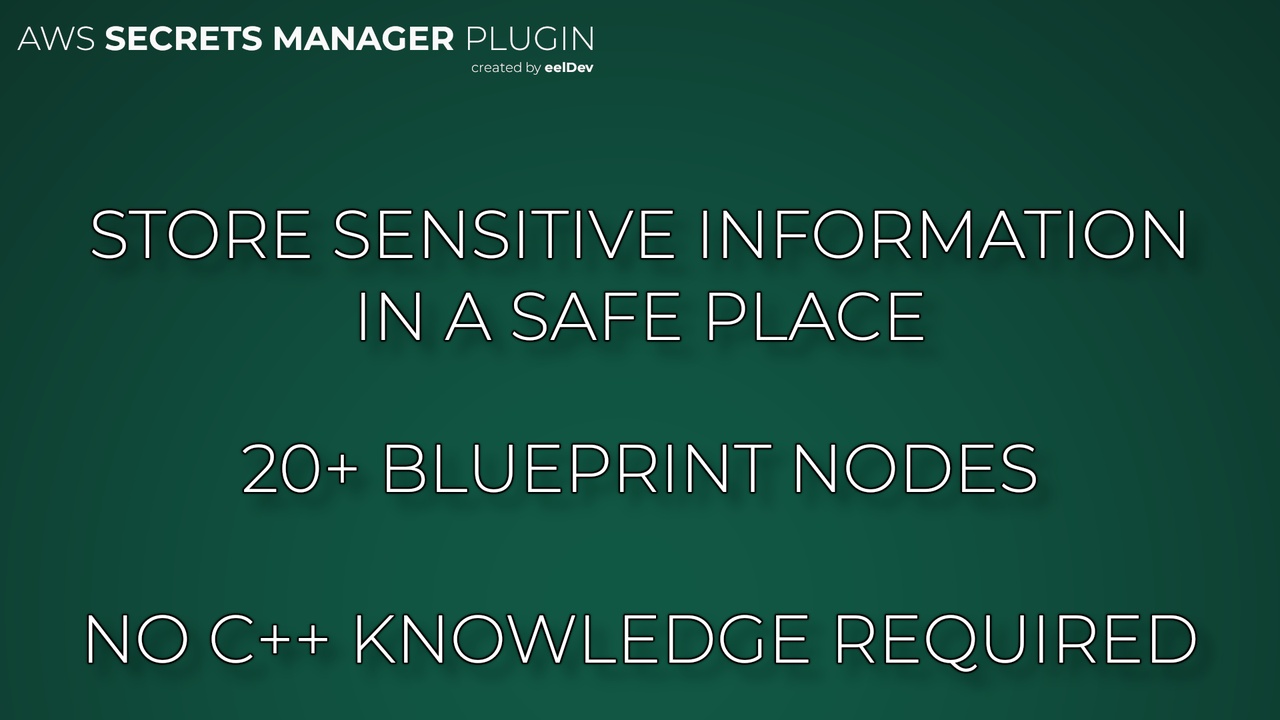 AWS SECRETS MANAGER PLUGIN
created by eelDev
STORE SENSITIVE INFORMATION
IN A SAFE PLACE
20+ BLUEPRINT NODES
NO C++ KNOWLEDGE REQUIRED